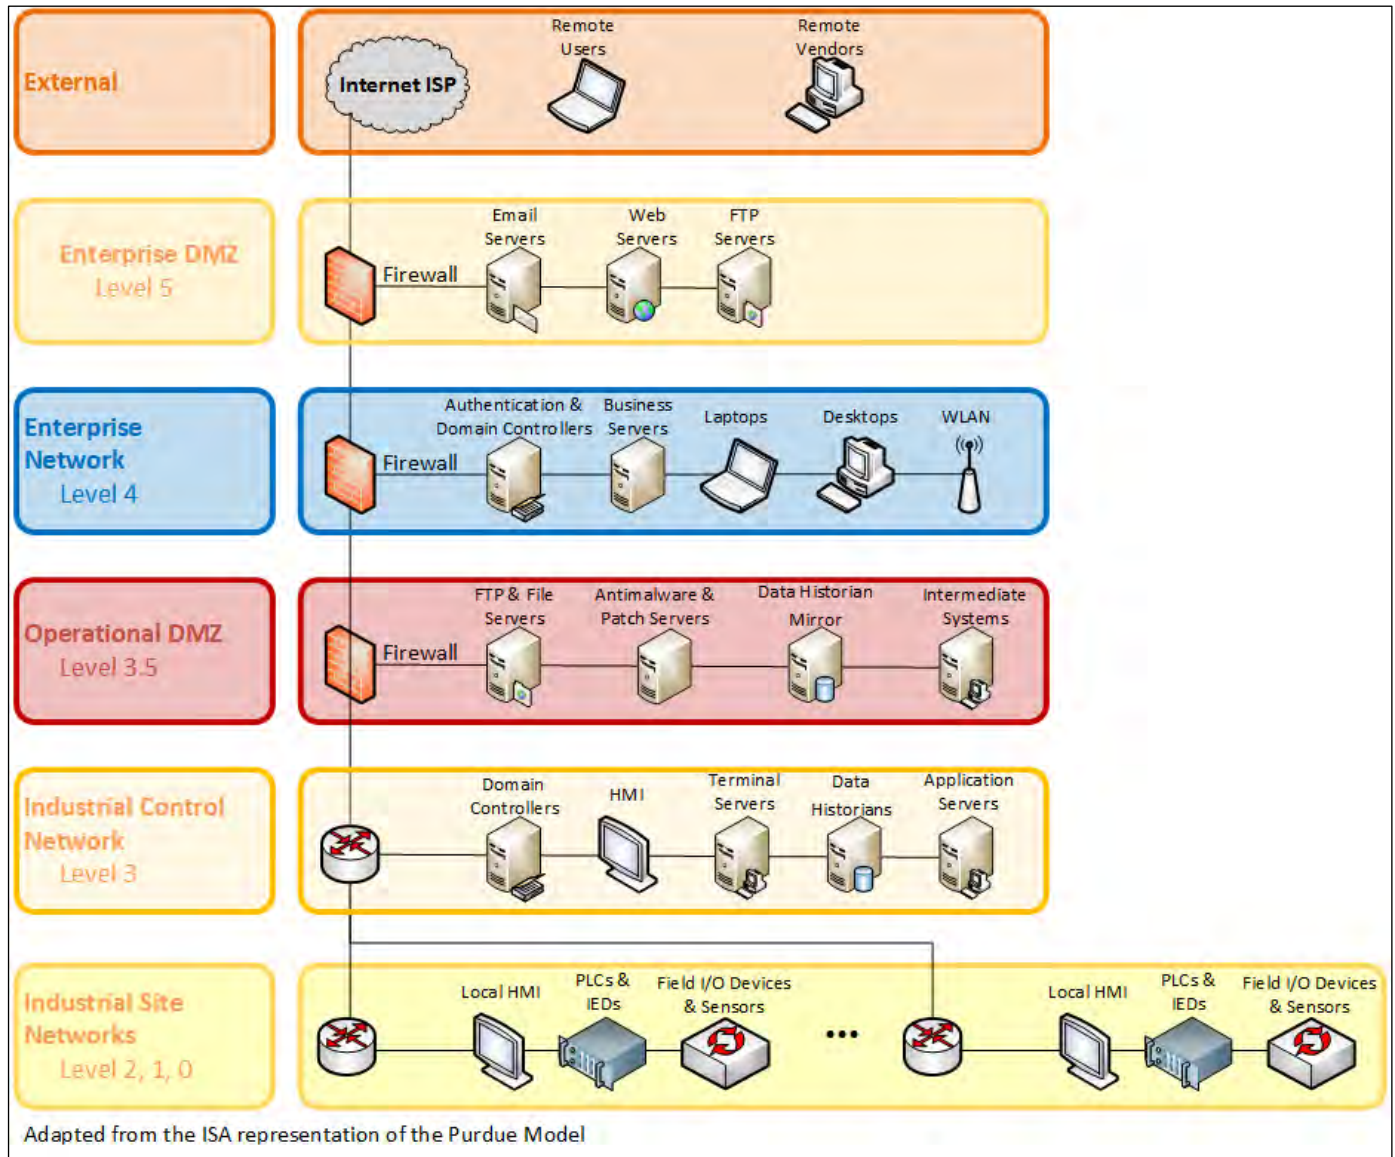 External
Internet ISP
Remote
Users
Remote
Vendors
Enterprise DMZ
Level 5
Firewall
Email
Servers
Web
Servers
FTP
Servers
Enterprise
Network
Level 4
Firewall
Authentication &
Domain Controllers
Business
Servers
Laptops
Desktops
WLAN
Operational DMZ
Level 3.5
Firewall
FTP & File
Servers
Antimalware &
Patch Servers
Data Historian
Mirror
Intermediate
Systems
Industrial Control
Network
Level 3
Domain
Controllers
HMI
Terminal
Servers
Data
Historians
Application
Servers
Industrial Site
Networks
Level 2, 1, 0
Local HMI
PLCs &
IEDs
Field I/O Devices
& Sensors
...
Local HMI
PLCs &
IEDs
Field I/O Devices
& Sensors
Adapted from the ISA representation of the Purdue Model